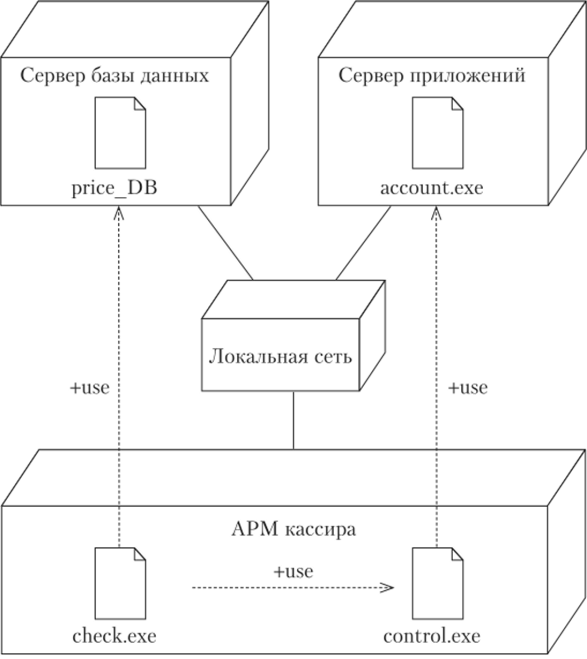 Сервер базы данных
Сервер приложений
price_DB
account.exe
Локальная сеть
+use
+use
АРМ кассира
+use
check.exe
control.exe